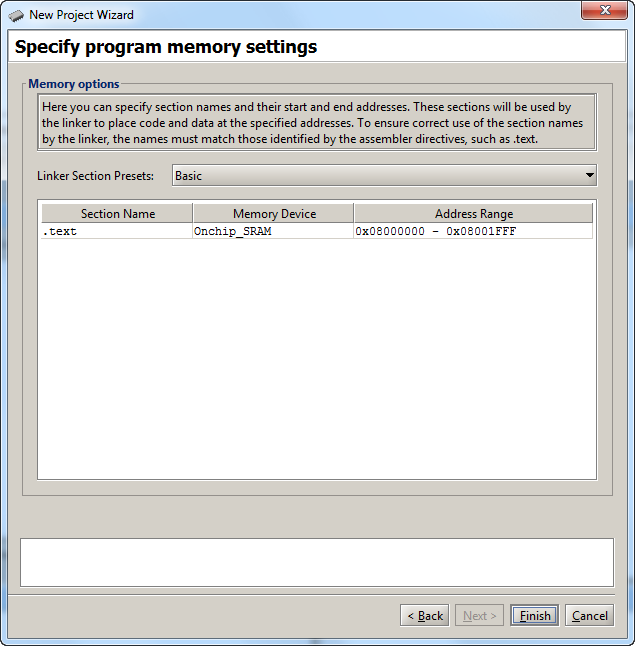 New Project Wizard
Specify program memory settings
Memory options
Here you can specify section names and their start and end addresses. These sections will be used by
the linker to place code and data at the specified addresses. To ensure correct use of the section names
by the linker, the names must match those identified by the assembler directives, such as .text.
Linker Section Presets: Basic
Section Name Memory Device Address Range
.text Onchip_SRAM 0x08000000 - 0x08001FFF
< Back Next > Finish Cancel